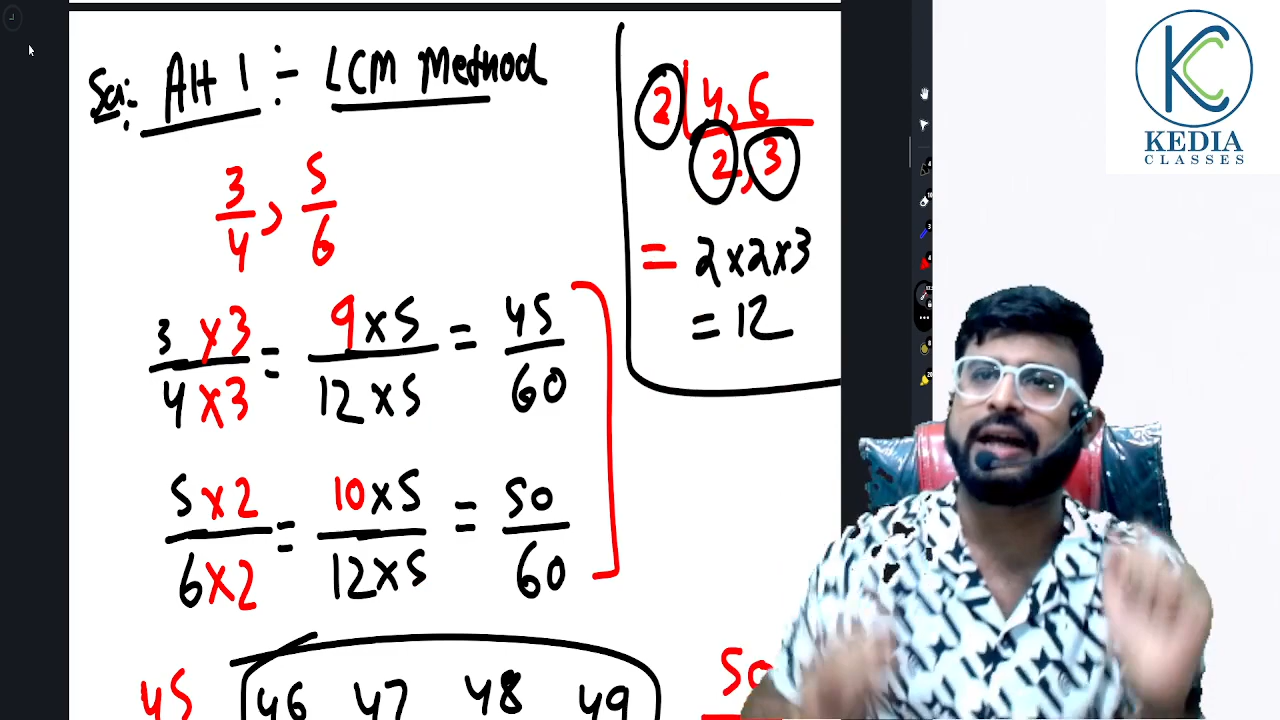 Sol:- Alt 1:- LCM Method
3/4, 5/6
3×3/4×3 = 9×5/12×5 = 45/60
5×2/6×2 = 10×5/12×5 = 50/60
45 46 47 48 49 50
2 | 4, 6
2, 3
= 2×2×3
= 12
KC
KEDIA
CLASSES